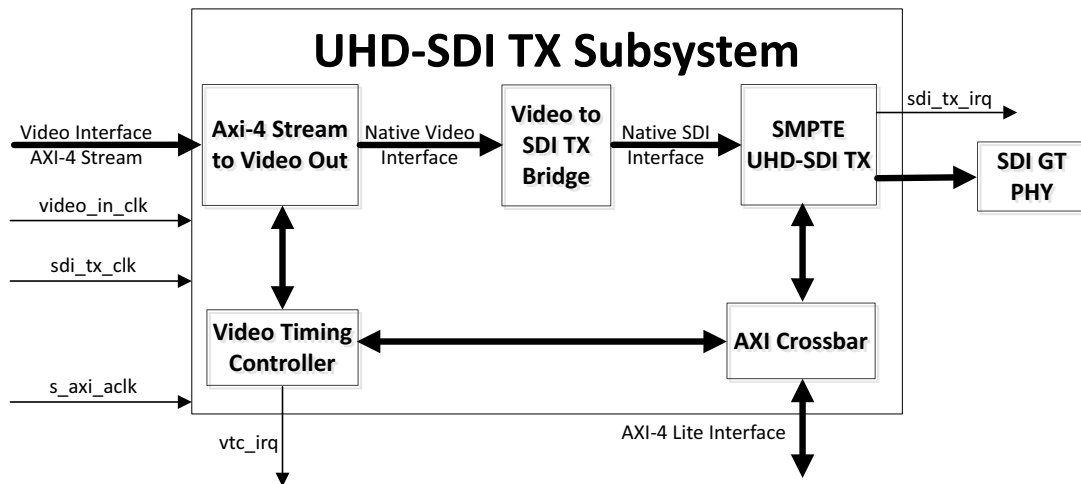 UHD-SDI TX Subsystem
sdi_tx_irq
Video Interface
AXI-4 Stream
Axi-4 Stream
to Video Out
Native Video
Interface
Video to
SDI TX
Bridge
Native SDI
Interface
SMPTE
UHD-SDI TX
SDI GT
PHY
video_in_clk
sdi_tx_clk
Video Timing
Controller
AXI Crossbar
s_axi_aclk
vtc_irq
AXI-4 Lite Interface